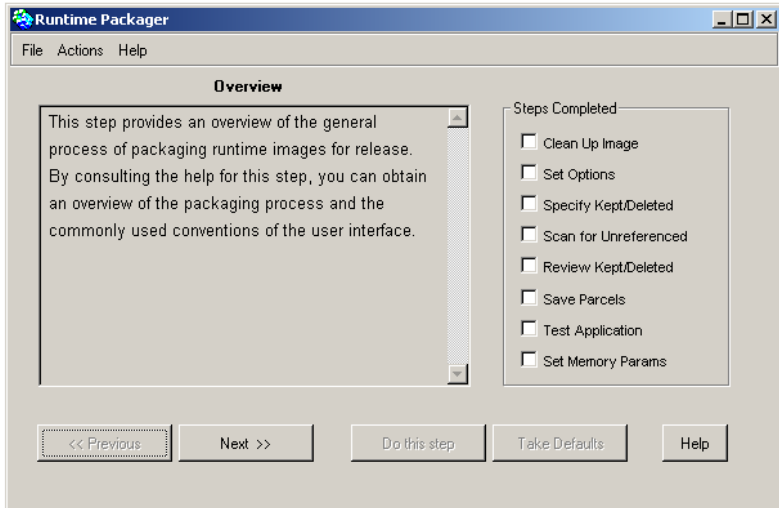 Runtime Packager
File Actions Help
Overview
This step provides an overview of the general
process of packaging runtime images for release.
By consulting the help for this step, you can obtain
an overview of the packaging process and the
commonly used conventions of the user interface.
Steps Completed
Clean Up Image
Set Options
Specify Kept/Deleted
Scan for Unreferenced
Review Kept/Deleted
Save Parcels
Test Application
Set Memory Params
<< Previous
Next >>
Do this step
Take Defaults
Help